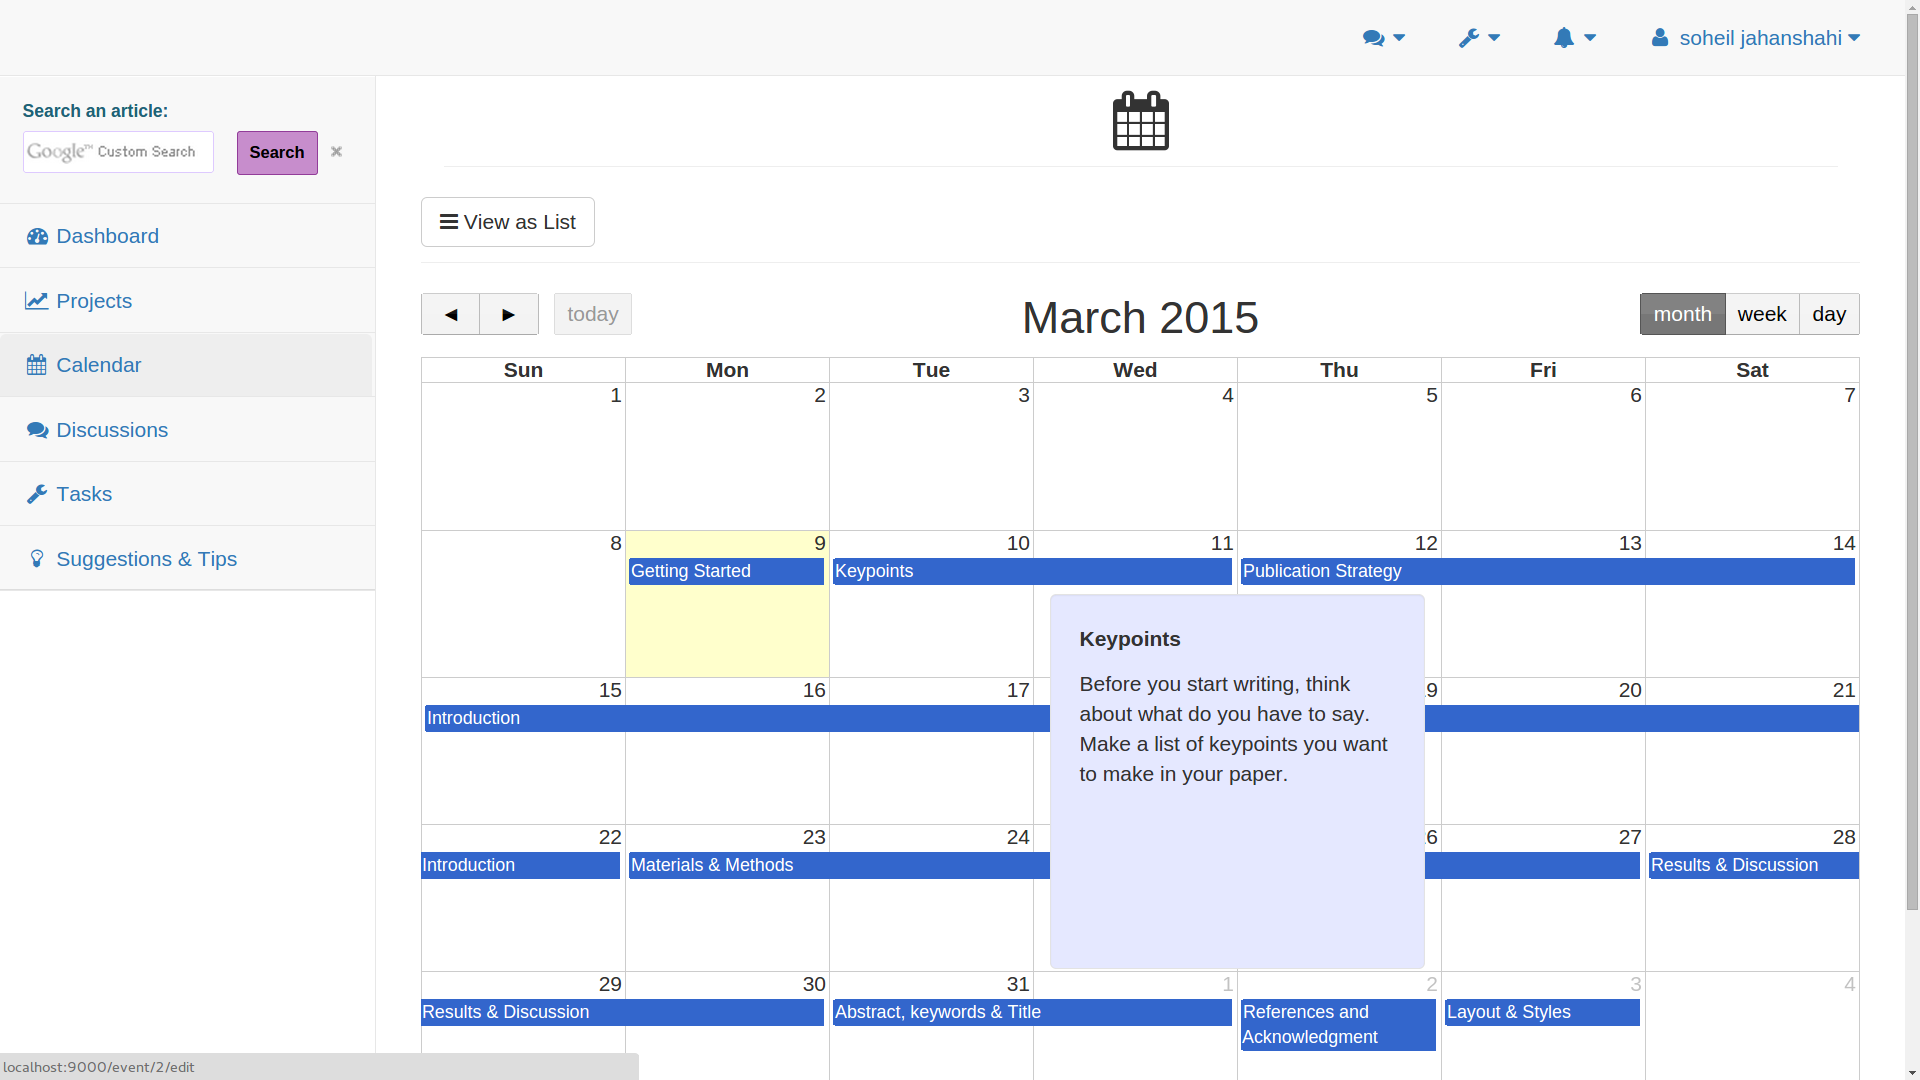 soheil jahanshahi
Search an article:
Google™ Custom Search
Search
Dashboard
Projects
Calendar
Discussions
Tasks
Suggestions & Tips
View as List
today
March 2015
month week day
Sun Mon Tue Wed Thu Fri Sat
1 2 3 4 5 6 7
8 9 10 11 12 13 14
Getting Started Keypoints Publication Strategy
Keypoints
Before you start writing, think
about what do you have to say.
Make a list of keypoints you want
to make in your paper.
15 16 17 9 20 21
Introduction
22 23 24 6 27 28
Introduction Materials & Methods Results & Discussion
29 30 31 1 2 3 4
Results & Discussion Abstract, keywords & Title References and Layout & Styles
Acknowledgment
localhost:9000/event/2/edit